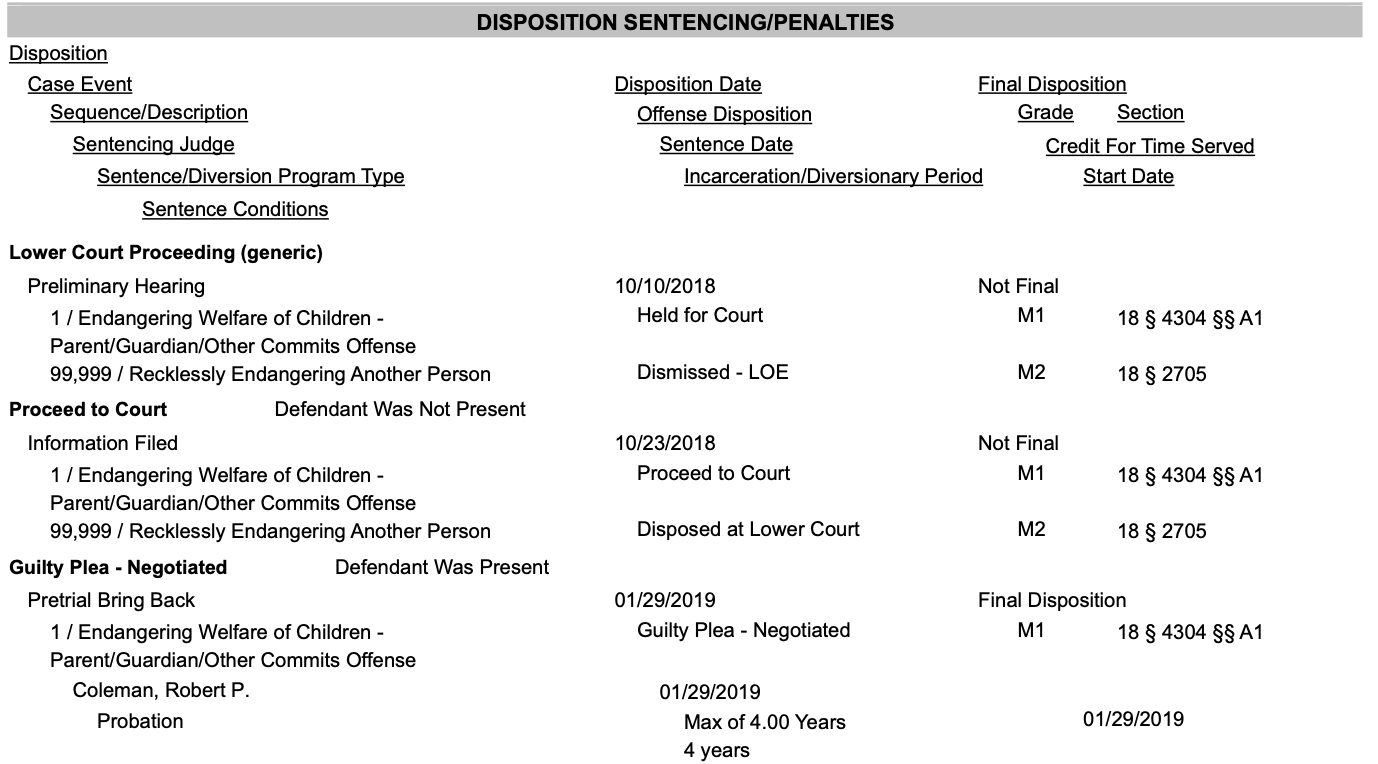 DISPOSITION SENTENCING/PENALTIES
Disposition
Case Event Disposition Date Final Disposition
Sequence/Description Offense Disposition Grade Section
Sentencing Judge Sentence Date Credit For Time Served
Sentence/Diversion Program Type Incarceration/Diversionary Period Start Date
Sentence Conditions
Lower Court Proceeding (generic)
Preliminary Hearing 10/10/2018 Not Final
1 / Endangering Welfare of Children - Held for Court M1 18 § 4304 §§ A1
Parent/Guardian/Other Commits Offense
99,999 / Recklessly Endangering Another Person Dismissed - LOE M2 18 § 2705
Proceed to Court Defendant Was Not Present
Information Filed 10/23/2018 Not Final
1 / Endangering Welfare of Children - Proceed to Court M1 18 § 4304 §§ A1
Parent/Guardian/Other Commits Offense
99,999 / Recklessly Endangering Another Person Disposed at Lower Court M2 18 § 2705
Guilty Plea - Negotiated Defendant Was Present
Pretrial Bring Back 01/29/2019 Final Disposition
1 / Endangering Welfare of Children - Guilty Plea - Negotiated M1 18 § 4304 §§ A1
Parent/Guardian/Other Commits Offense
Coleman, Robert P. 01/29/2019
Probation Max of 4.00 Years 01/29/2019
4 years